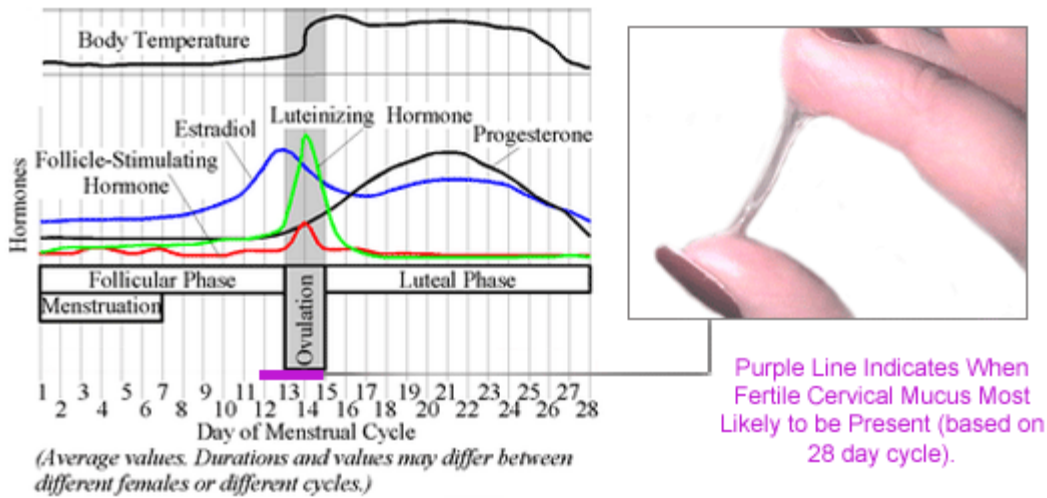 Body Temperature
Luteinizing Hormone
Estradiol
Progesterone
Follicle-Stimulating
Hormone
Hormones
Follicular Phase
Luteal Phase
Menstruation
Ovulation
1 3 5 7 9 11 13 15 17 19 21 23 25 27
2 4 6 8 10 12 14 16 18 20 22 24 26 28
Day of Menstrual Cycle
(Average values. Durations and values may differ between
different females or different cycles.)
Purple Line Indicates When
Fertile Cervical Mucus Most
Likely to be Present (based on
28 day cycle).